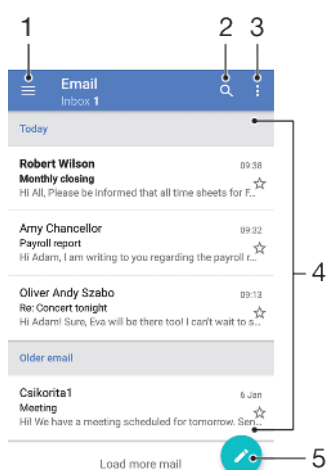 1 2 3
Email
Inbox 1
Today
Robert Wilson 09:38
Monthly closing
Hi All, Please be informed that all time sheets for F...
Amy Chancellor 09:32
Payroll report
Hi Adam, I am writing to you regarding the payroll r...
4
Oliver Andy Szabo 09:13
Re: Concert tonight
Hi Adam! Sure, Eva will be there too! I can't wait to s...
Older email
Csikorita1 6 Jan
Meeting
Hi! We have a meeting scheduled for tomorrow. Sen...
Load more mail
5